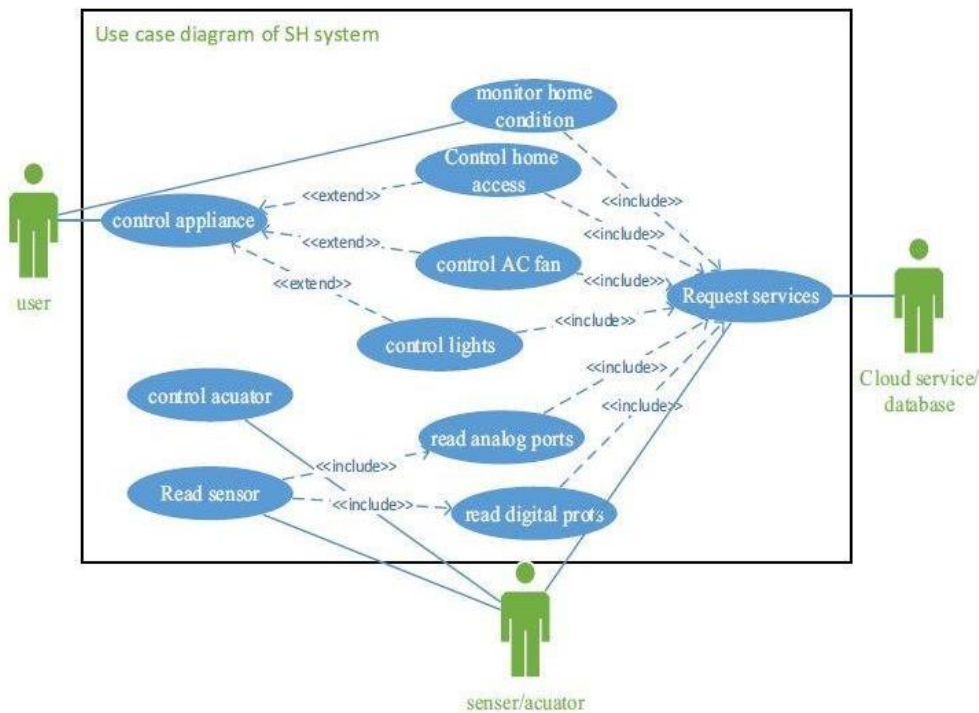 Use case diagram of SH system
monitor home
condition
Control home
access
<<extend>>
<<include>>
control appliance
<<include>>
<<extend>>
control AC fan
user
<<extend>>
<<include>>
Request services
control lights
<<include>>
<<include>>
Cloud service/
database
control acuator
<<include>>
read analog ports
<<include>>
Read sensor
<<include>>
read digital prots
senser/acuator